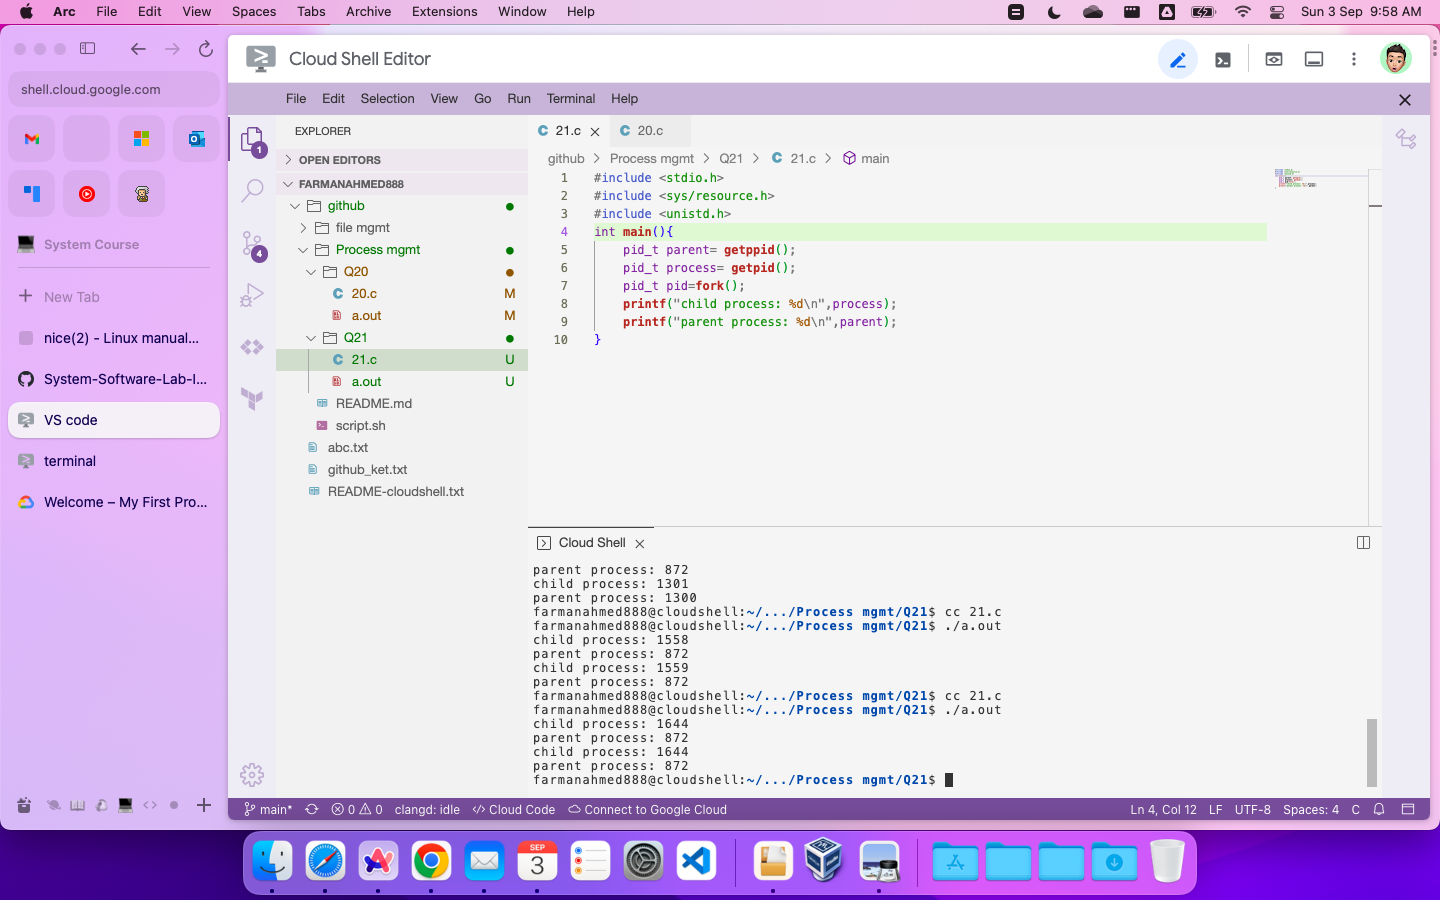 Arc File Edit View Spaces Tabs Archive Extensions Window Help Sun 3 Sep 9:58 AM
shell.cloud.google.com
System Course
New Tab
nice(2) - Linux manual...
System-Software-Lab-I...
VS code
terminal
Welcome – My First Pro...
Cloud Shell Editor
File Edit Selection View Go Run Terminal Help
1
4
EXPLORER
OPEN EDITORS
FARMANAHMED888
github
file mgmt
Process mgmt
Q20
20.c M
a.out M
Q21
21.c U
a.out U
README.md
script.sh
abc.txt
github_ket.txt
README-cloudshell.txt
21.c 20.c
github > Process mgmt > Q21 > 21.c > main
1 #include <stdio.h>
2 #include <sys/resource.h>
3 #include <unistd.h>
4 int main(){
5 pid_t parent= getppid();
6 pid_t process= getpid();
7 pid_t pid=fork();
8 printf("child process: %d\n",process);
9 printf("parent process: %d\n",parent);
10 }
Cloud Shell
parent process: 872
child process: 1301
parent process: 1300
farmanahmed888@cloudshell:~/.../Process mgmt/Q21$ cc 21.c
farmanahmed888@cloudshell:~/.../Process mgmt/Q21$ ./a.out
child process: 1558
parent process: 872
child process: 1559
parent process: 872
farmanahmed888@cloudshell:~/.../Process mgmt/Q21$ cc 21.c
farmanahmed888@cloudshell:~/.../Process mgmt/Q21$ ./a.out
child process: 1644
parent process: 872
child process: 1644
parent process: 872
farmanahmed888@cloudshell:~/.../Process mgmt/Q21$
main* 0 0 clangd: idle Cloud Code Connect to Google Cloud Ln 4, Col 12 LF UTF-8 Spaces: 4 C
SEP
3